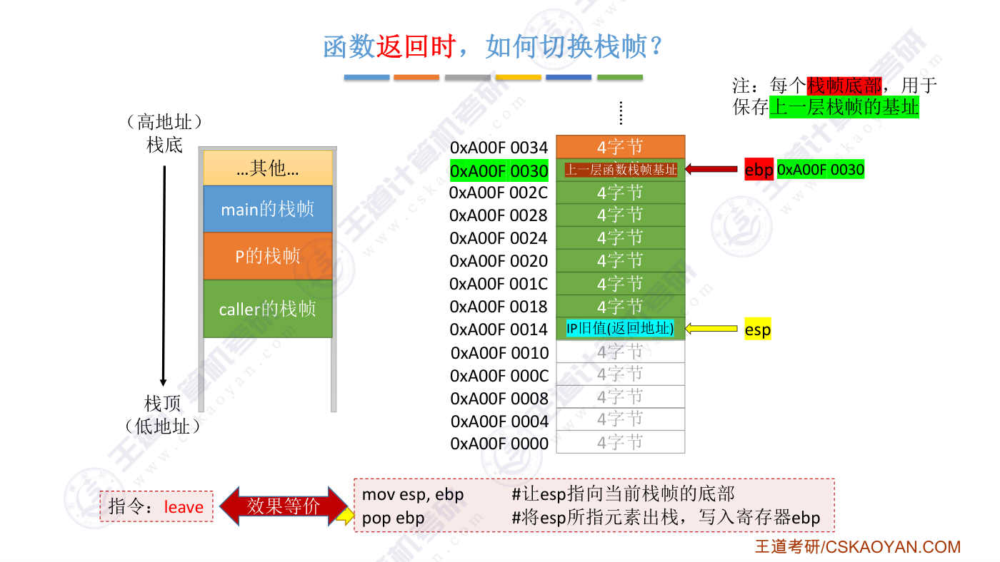 函数返回时，如何切换栈帧？
注：每个栈帧底部，用于
保存上一层栈帧的基址
（高地址）
栈底
...其他...
main的栈帧
P的栈帧
caller的栈帧
栈顶
（低地址）
0xA00F 0034 4字节
0xA00F 0030 上一层函数栈帧基址 ebp 0xA00F 0030
0xA00F 002C 4字节
0xA00F 0028 4字节
0xA00F 0024 4字节
0xA00F 0020 4字节
0xA00F 001C 4字节
0xA00F 0018 4字节
0xA00F 0014 IP旧值(返回地址) esp
0xA00F 0010 4字节
0xA00F 000C 4字节
0xA00F 0008 4字节
0xA00F 0004 4字节
0xA00F 0000 4字节
指令：leave
效果等价
mov esp, ebp #让esp指向当前栈帧的底部
pop ebp #将esp所指元素出栈，写入寄存器ebp
王道考研/CSKAOYAN.COM
王道计算机考研
www.cskaoyan.com